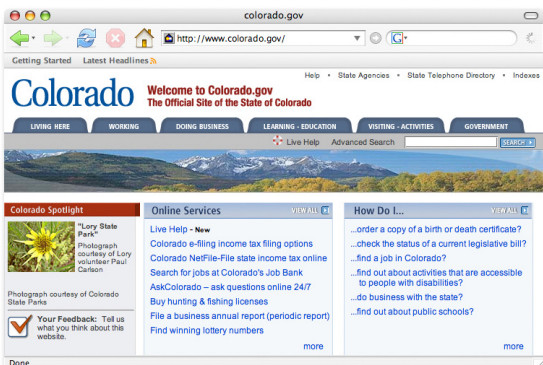 colorado.gov
http://www.colorado.gov/
G
Getting Started Latest Headlines
Help • State Agencies • State Telephone Directory • Indexes
Colorado
Welcome to Colorado.gov
The Official Site of the State of Colorado
LIVING HERE WORKING DOING BUSINESS LEARNING - EDUCATION VISITING - ACTIVITIES GOVERNMENT
Live Help Advanced Search SEARCH
Colorado Spotlight
"Lory State
Park"
Photograph
courtesy of Lory
volunteer Paul
Carlson
Photograph courtesy of Colorado
State Parks
Your Feedback: Tell us
what you think about this
website.
Online Services VIEW ALL
Live Help - New
Colorado e-filing income tax filing options
Colorado NetFile-File state income tax online
Search for jobs at Colorado's Job Bank
AskColorado – ask questions online 24/7
Buy hunting & fishing licenses
File a business annual report (periodic report)
Find winning lottery numbers
more
How Do I... VIEW ALL
...order a copy of a birth or death certificate?
...check the status of a current legislative bill?
...find a job in Colorado?
...find out about activities that are accessible
to people with disabilities?
...do business with the state?
...find out about public schools?
more
Done